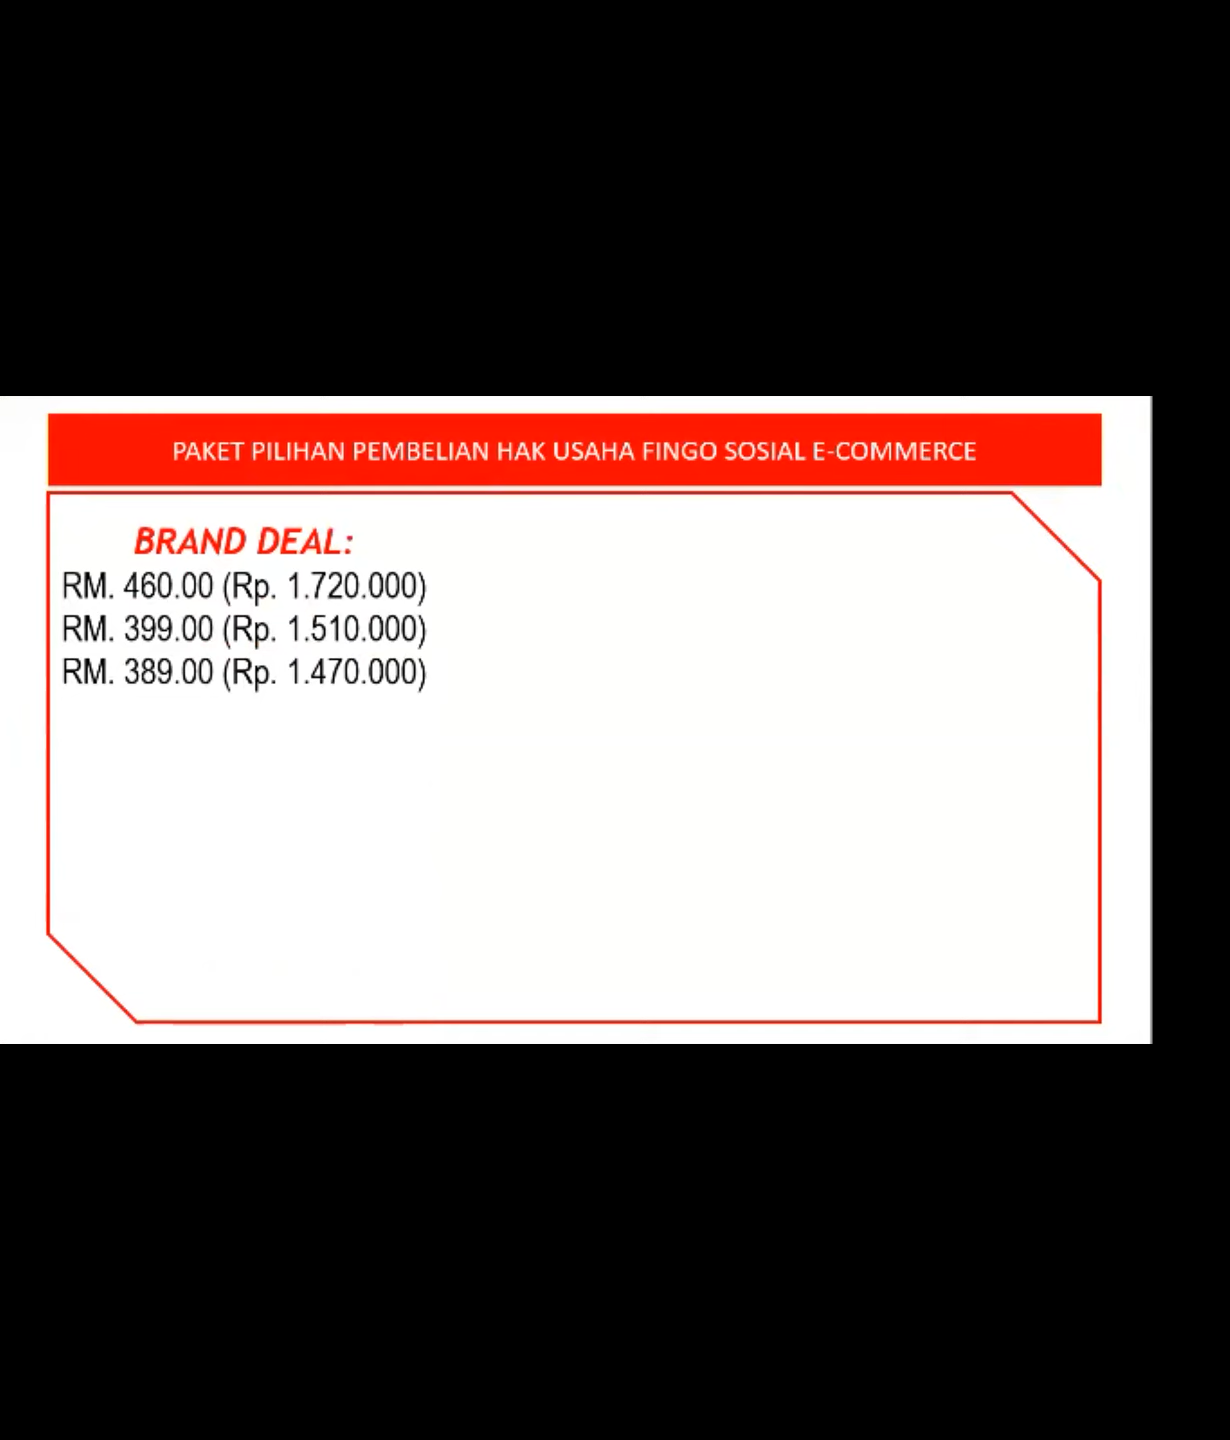 PAKET PILIHAN PEMBELIAN HAK USAHA FINGO SOSIAL E-COMMERCE
BRAND DEAL:
RM. 460.00 (Rp. 1.720.000)
RM. 399.00 (Rp. 1.510.000)
RM. 389.00 (Rp. 1.470.000)